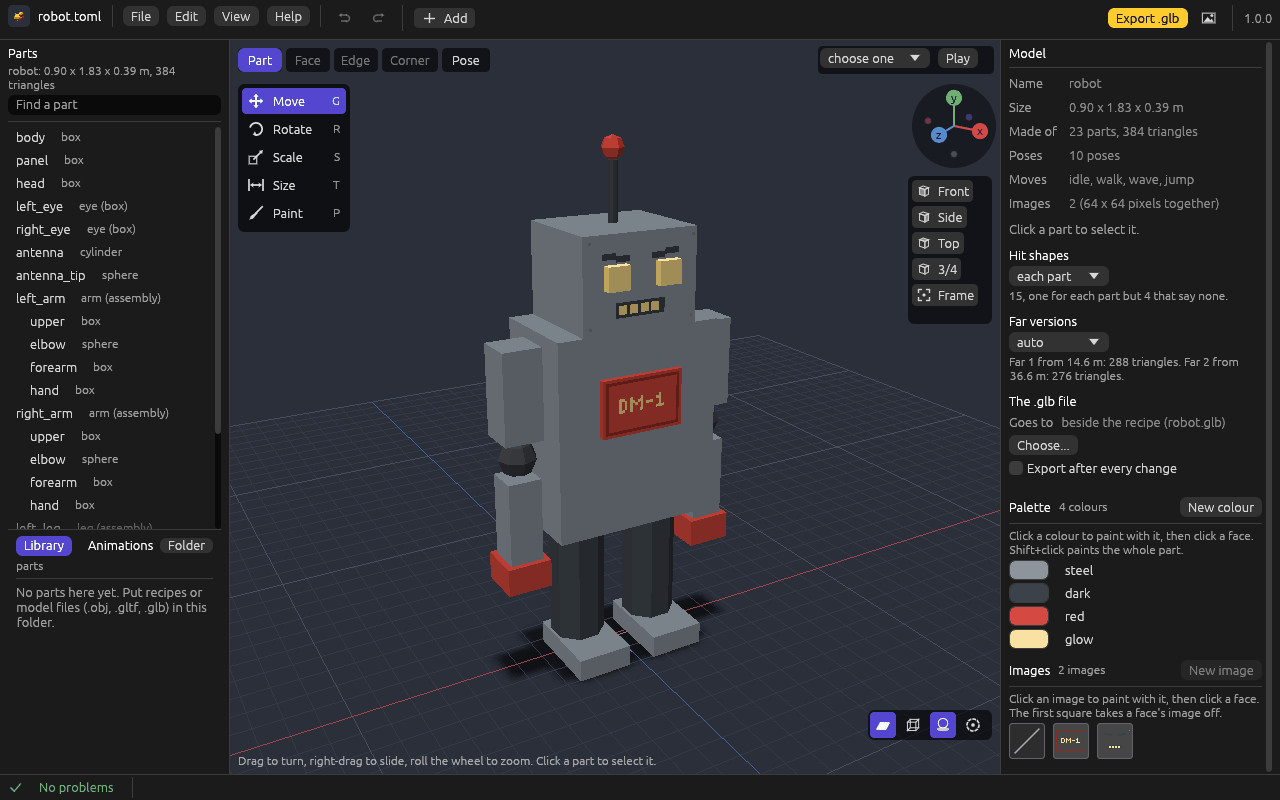 robot.toml File Edit View Help + Add Export .glb 1.0.0
Parts
robot: 0.90 x 1.83 x 0.39 m, 384
triangles
Find a part
body box
panel box
head box
left_eye eye (box)
right_eye eye (box)
antenna cylinder
antenna_tip sphere
left_arm arm (assembly)
upper box
elbow sphere
forearm box
hand box
right_arm arm (assembly)
upper box
elbow sphere
forearm box
hand box
left_leg leg (assembly)
Library Animations Folder
parts
No parts here yet. Put recipes or
model files (.obj, .gltf, .glb) in this
folder.
Part Face Edge Corner Pose
Move G
Rotate R
Scale S
Size T
Paint P
choose one Play
y
z x
Front
Side
Top
3/4
Frame
DM-1
Drag to turn, right-drag to slide, roll the wheel to zoom. Click a part to select it.
Model
Name robot
Size 0.90 x 1.83 x 0.39 m
Made of 23 parts, 384 triangles
Poses 10 poses
Moves idle, walk, wave, jump
Images 2 (64 x 64 pixels together)
Click a part to select it.
Hit shapes
each part
15, one for each part but 4 that say none.
Far versions
auto
Far 1 from 14.6 m: 288 triangles. Far 2 from
36.6 m: 276 triangles.
The .glb file
Goes to beside the recipe (robot.glb)
Choose...
Export after every change
Palette 4 colours New colour
Click a colour to paint with it, then click a face.
Shift+click paints the whole part.
steel
dark
red
glow
Images 2 images New image
Click an image to paint with it, then click a face.
The first square takes a face's image off.
DM-1
No problems